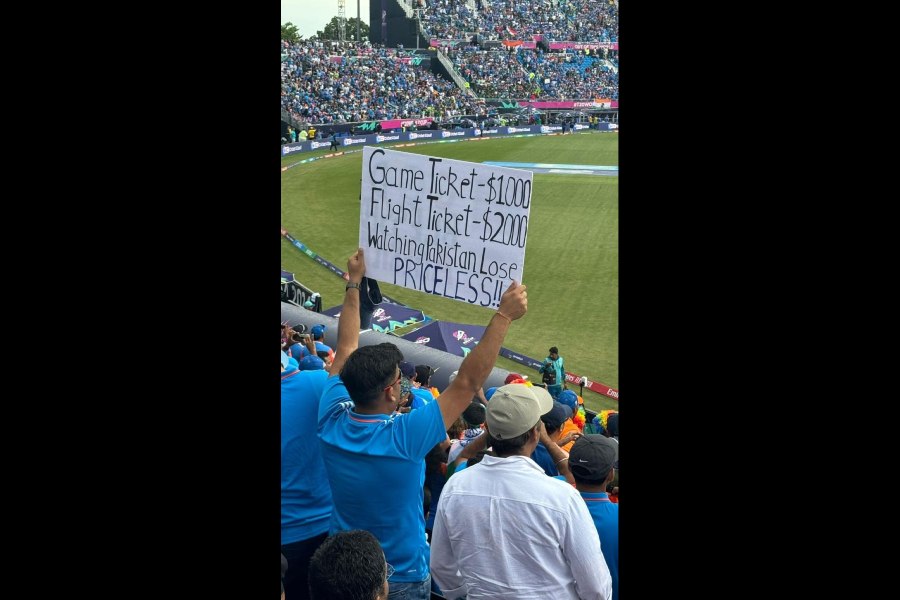 Game Ticket-$1000
Flight Ticket-$2000
Watching Pakistan Lose
PRICELESS!!